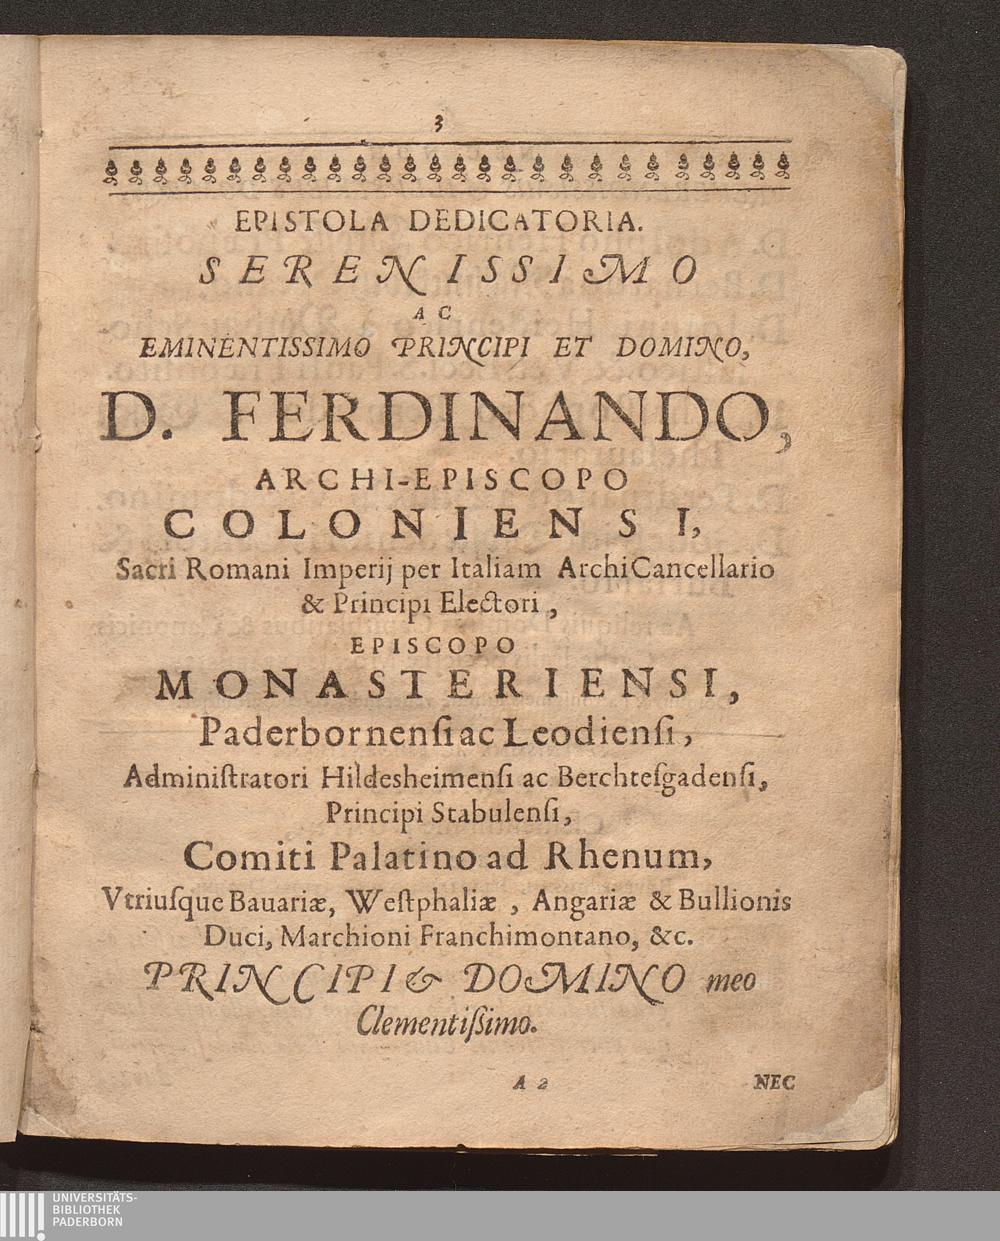 3
EPISTOLA DEDICATORIA.
SERENISSIMO
AC
EMINENTISSIMO PRINCIPI ET DOMINO,
D. FERDINANDO,
ARCHI-EPISCOPO
COLONIENSI,
Sacri Romani Imperij per Italiam ArchiCancellario
& Principi Electori,
EPISCOPO
MONASTERIENSI,
Paderbornenſi ac Leodienſi,
Adminiſtratori Hildesheimenſi ac Berchteſgadenſi,
Principi Stabulenſi,
Comiti Palatino ad Rhenum,
Vtriuſque Bauariæ, Weſtphaliæ, Angariæ & Bullionis
Duci, Marchioni Franchimontano, &c.
PRINCIPI & DOMINO meo
Clementiſſimo.
A 2 NEC
UNIVERSITÄTS-
BIBLIOTHEK
PADERBORN